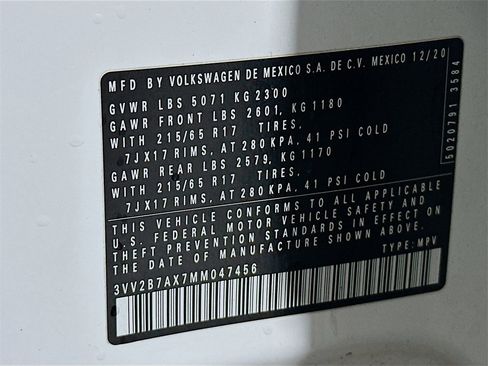 MFD BY VOLKSWAGEN DE MEXICO S.A. DE C.V. MEXICO 12/20
GVWR LBS 5071 KG 2300
GAWR FRONT LBS 2601, KG 1180
WITH 215/65 R17 TIRES,
7JX17 RIMS, AT 280 KPA, 41 PSI COLD
GAWR REAR LBS 2579, KG 1170
WITH 215/65 R17 TIRES,
7JX17 RIMS, AT 280 KPA, 41 PSI COLD
THIS VEHICLE CONFORMS TO ALL APPLICABLE
U.S. FEDERAL MOTOR VEHICLE SAFETY AND
THEFT PREVENTION STANDARDS IN EFFECT ON
THE DATE OF MANUFACTURE SHOWN ABOVE.
3VV2B7AX7MM047456 TYPE: MPV
5020791 3584